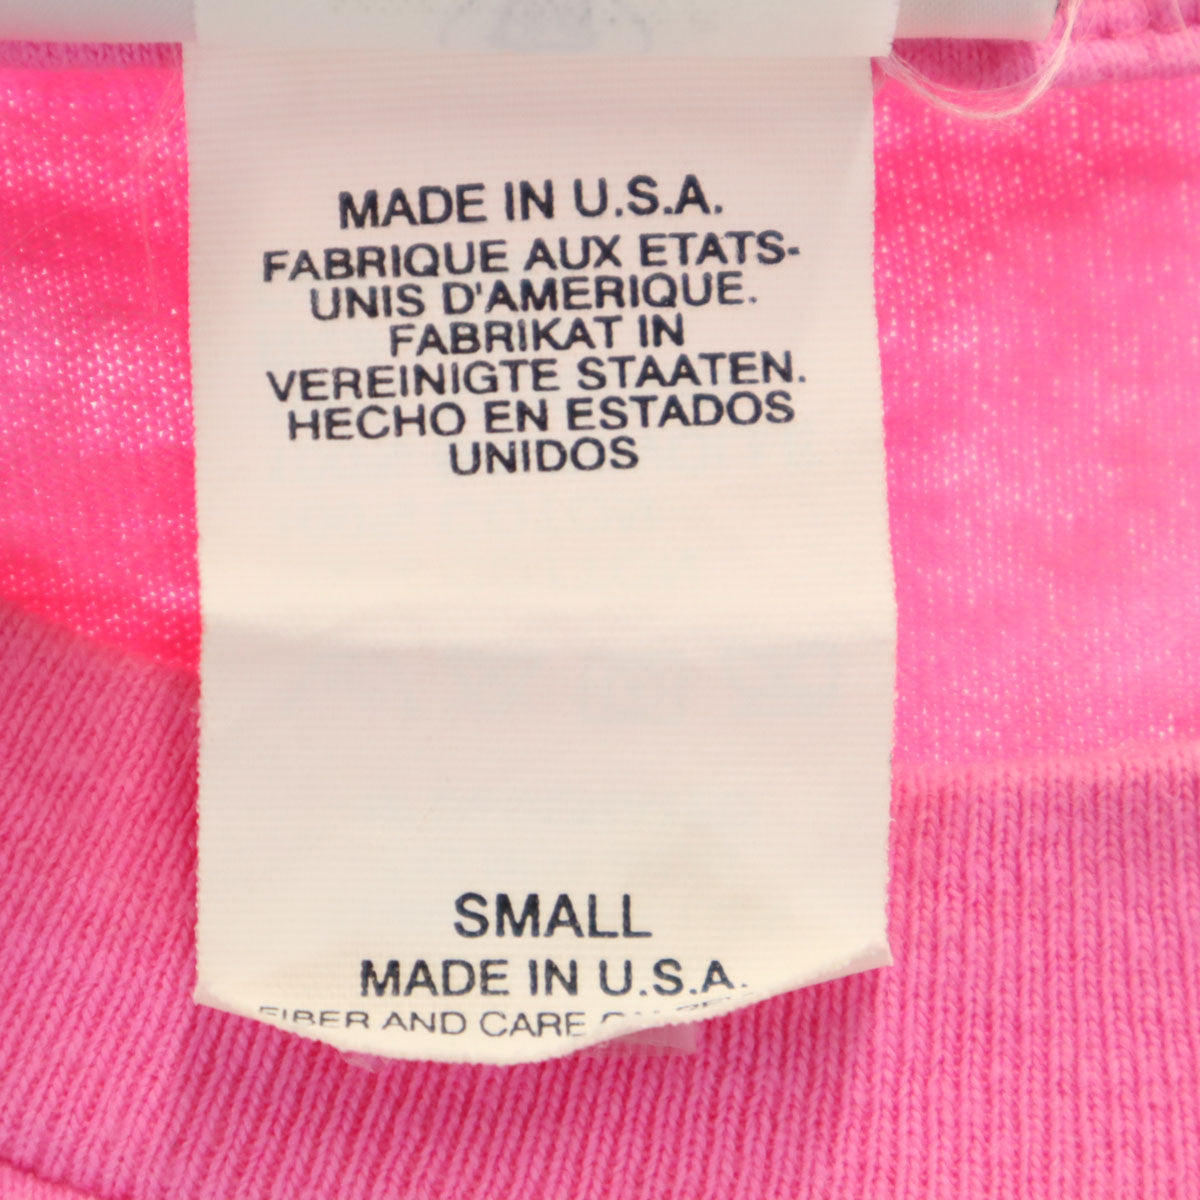 MADE IN U.S.A.
FABRIQUE AUX ETATS-
UNIS D'AMERIQUE.
FABRIKAT IN
VEREINIGTE STAATEN.
HECHO EN ESTADOS
UNIDOS
SMALL
MADE IN U.S.A.
FIBER AND CARE